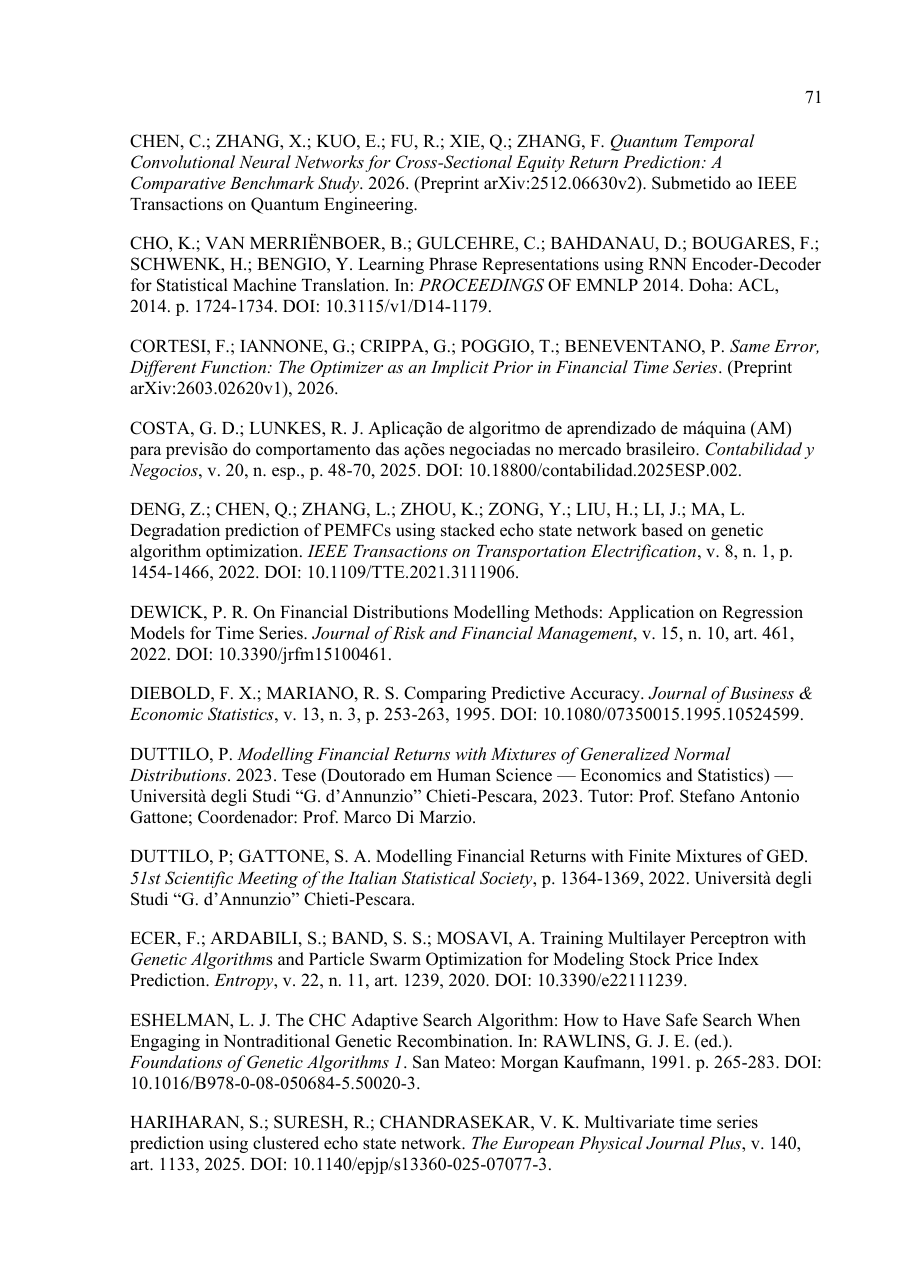 71
CHEN, C.; ZHANG, X.; KUO, E.; FU, R.; XIE, Q.; ZHANG, F. Quantum Temporal
Convolutional Neural Networks for Cross-Sectional Equity Return Prediction: A
Comparative Benchmark Study. 2026. (Preprint arXiv:2512.06630v2). Submetido ao IEEE
Transactions on Quantum Engineering.
CHO, K.; VAN MERRIËNBOER, B.; GULCEHRE, C.; BAHDANAU, D.; BOUGARES, F.;
SCHWENK, H.; BENGIO, Y. Learning Phrase Representations using RNN Encoder-Decoder
for Statistical Machine Translation. In: PROCEEDINGS OF EMNLP 2014. Doha: ACL,
2014. p. 1724-1734. DOI: 10.3115/v1/D14-1179.
CORTESI, F.; IANNONE, G.; CRIPPA, G.; POGGIO, T.; BENEVENTANO, P. Same Error,
Different Function: The Optimizer as an Implicit Prior in Financial Time Series. (Preprint
arXiv:2603.02620v1), 2026.
COSTA, G. D.; LUNKES, R. J. Aplicação de algoritmo de aprendizado de máquina (AM)
para previsão do comportamento das ações negociadas no mercado brasileiro. Contabilidad y
Negocios, v. 20, n. esp., p. 48-70, 2025. DOI: 10.18800/contabilidad.2025ESP.002.
DENG, Z.; CHEN, Q.; ZHANG, L.; ZHOU, K.; ZONG, Y.; LIU, H.; LI, J.; MA, L.
Degradation prediction of PEMFCs using stacked echo state network based on genetic
algorithm optimization. IEEE Transactions on Transportation Electrification, v. 8, n. 1, p.
1454-1466, 2022. DOI: 10.1109/TTE.2021.3111906.
DEWICK, P. R. On Financial Distributions Modelling Methods: Application on Regression
Models for Time Series. Journal of Risk and Financial Management, v. 15, n. 10, art. 461,
2022. DOI: 10.3390/jrfm15100461.
DIEBOLD, F. X.; MARIANO, R. S. Comparing Predictive Accuracy. Journal of Business &
Economic Statistics, v. 13, n. 3, p. 253-263, 1995. DOI: 10.1080/07350015.1995.10524599.
DUTTILO, P. Modelling Financial Returns with Mixtures of Generalized Normal
Distributions. 2023. Tese (Doutorado em Human Science — Economics and Statistics) —
Università degli Studi “G. d’Annunzio” Chieti-Pescara, 2023. Tutor: Prof. Stefano Antonio
Gattone; Coordenador: Prof. Marco Di Marzio.
DUTTILO, P; GATTONE, S. A. Modelling Financial Returns with Finite Mixtures of GED.
51st Scientific Meeting of the Italian Statistical Society, p. 1364-1369, 2022. Università degli
Studi “G. d’Annunzio” Chieti-Pescara.
ECER, F.; ARDABILI, S.; BAND, S. S.; MOSAVI, A. Training Multilayer Perceptron with
Genetic Algorithms and Particle Swarm Optimization for Modeling Stock Price Index
Prediction. Entropy, v. 22, n. 11, art. 1239, 2020. DOI: 10.3390/e22111239.
ESHELMAN, L. J. The CHC Adaptive Search Algorithm: How to Have Safe Search When
Engaging in Nontraditional Genetic Recombination. In: RAWLINS, G. J. E. (ed.).
Foundations of Genetic Algorithms 1. San Mateo: Morgan Kaufmann, 1991. p. 265-283. DOI:
10.1016/B978-0-08-050684-5.50020-3.
HARIHARAN, S.; SURESH, R.; CHANDRASEKAR, V. K. Multivariate time series
prediction using clustered echo state network. The European Physical Journal Plus, v. 140,
art. 1133, 2025. DOI: 10.1140/epjp/s13360-025-07077-3.